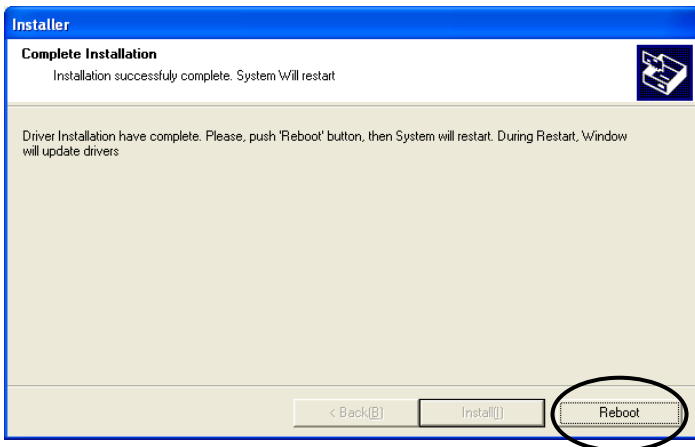 Installer
Complete Installation
Installation successfuly complete. System Will restart
Driver Installation have complete. Please, push 'Reboot' button, then System will restart. During Restart, Window
will update drivers
< Back(B) Install(I) Reboot